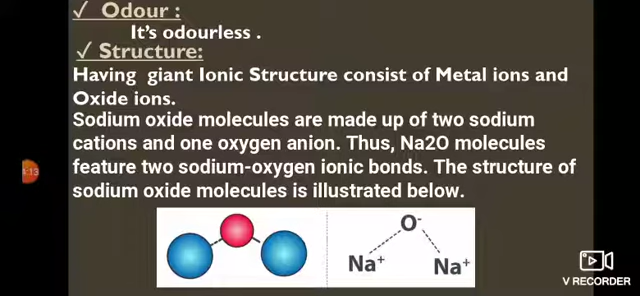 ✓ Odour :
It's odourless .
✓ Structure:
Having giant Ionic Structure consist of Metal ions and
Oxide ions.
Sodium oxide molecules are made up of two sodium
cations and one oxygen anion. Thus, Na2O molecules
feature two sodium-oxygen ionic bonds. The structure of
sodium oxide molecules is illustrated below.
O⁻
Na⁺ Na⁺
V RECORDER